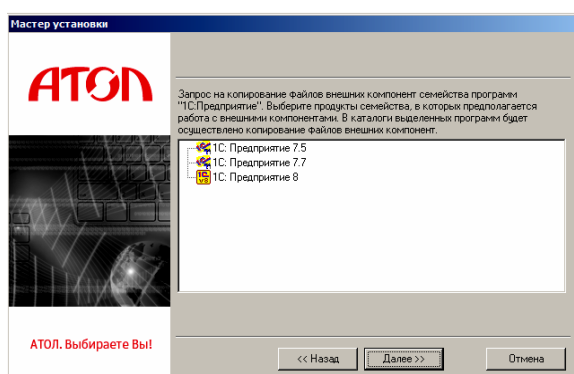 Мастер установки
АТОЛ
Запрос на копирование файлов внешних компонент семейства программ
"1С:Предприятие". Выберите продукты семейства, в которых предполагается
работа с внешними компонентами. В каталоги выделенных программ будет
осуществлено копирование файлов внешних компонент.
1С: Предприятие 7.5
1С: Предприятие 7.7
1С: Предприятие 8
АТОЛ. Выбираете Вы!
<< Назад
Далее >>
Отмена